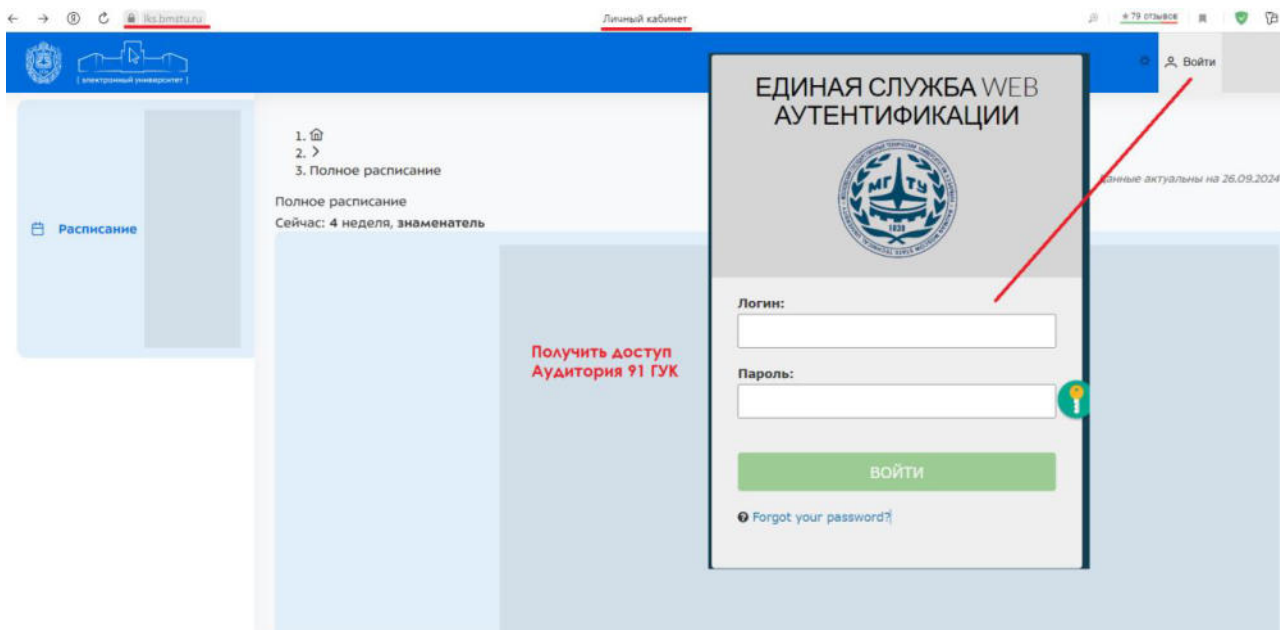 lks.bmstu.ru
Личный кабинет
★79 отзывов
[ электронный университет ]
Войти
1.
2. >
3. Полное расписание
Данные актуальны на 26.09.2024
Полное расписание
Сейчас: 4 неделя, знаменатель
Расписание
Получить доступ
Аудитория 91 ГУК
ЕДИНАЯ СЛУЖБА WEB
АУТЕНТИФИКАЦИИ
МГТУ
1830
Логин:
Пароль:
ВОЙТИ
Forgot your password?